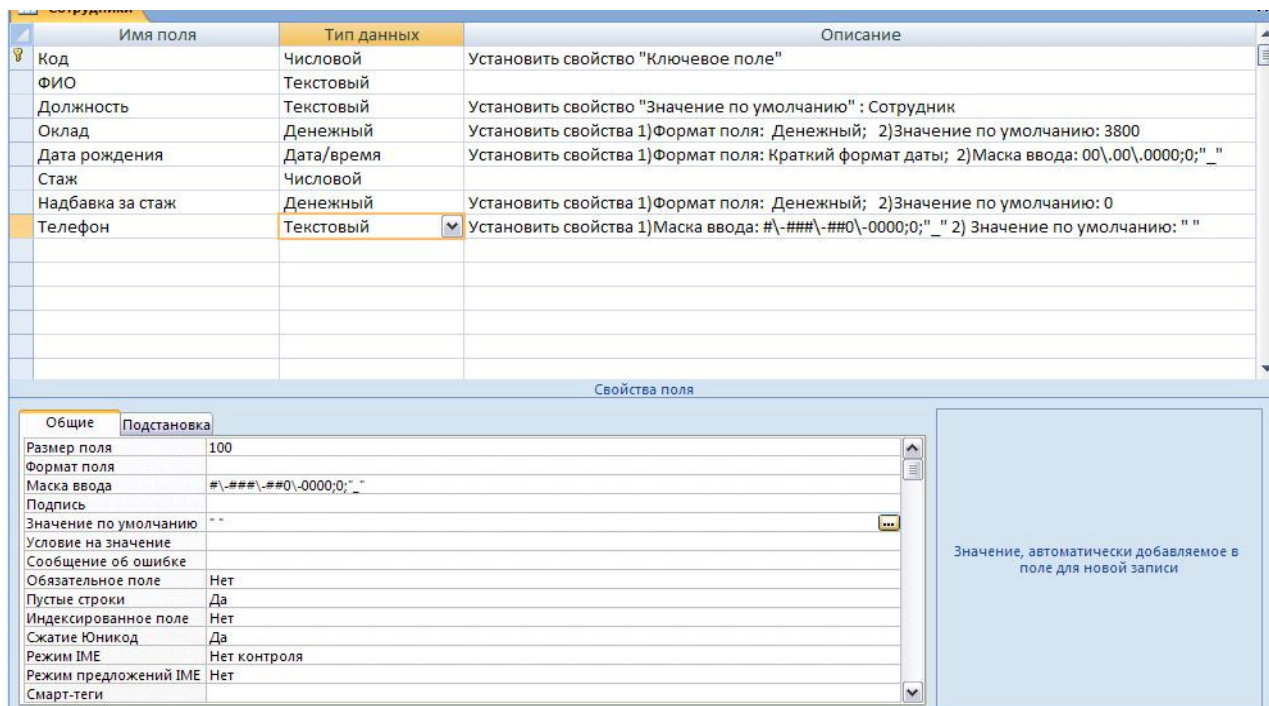 Сотрудники
Имя поля Тип данных Описание
Код Числовой Установить свойство "Ключевое поле"
ФИО Текстовый
Должность Текстовый Установить свойство "Значение по умолчанию" : Сотрудник
Оклад Денежный Установить свойства 1)Формат поля: Денежный; 2)Значение по умолчанию: 3800
Дата рождения Дата/время Установить свойства 1)Формат поля: Краткий формат даты; 2)Маска ввода: 00\.00\.0000;0;"_"
Стаж Числовой
Надбавка за стаж Денежный Установить свойства 1)Формат поля: Денежный; 2)Значение по умолчанию: 0
Телефон Текстовый Установить свойства 1)Маска ввода: #\-###\-##0\-0000;0;"_" 2) Значение по умолчанию: " "
Свойства поля
Общие Подстановка
Размер поля 100
Формат поля
Маска ввода #\-###\-##0\-0000;0;"_"
Подпись
Значение по умолчанию " " ...
Условие на значение
Сообщение об ошибке
Обязательное поле Нет
Пустые строки Да
Индексированное поле Нет
Сжатие Юникод Да
Режим IME Нет контроля
Режим предложений IME Нет
Смарт-теги
Значение, автоматически добавляемое в
поле для новой записи